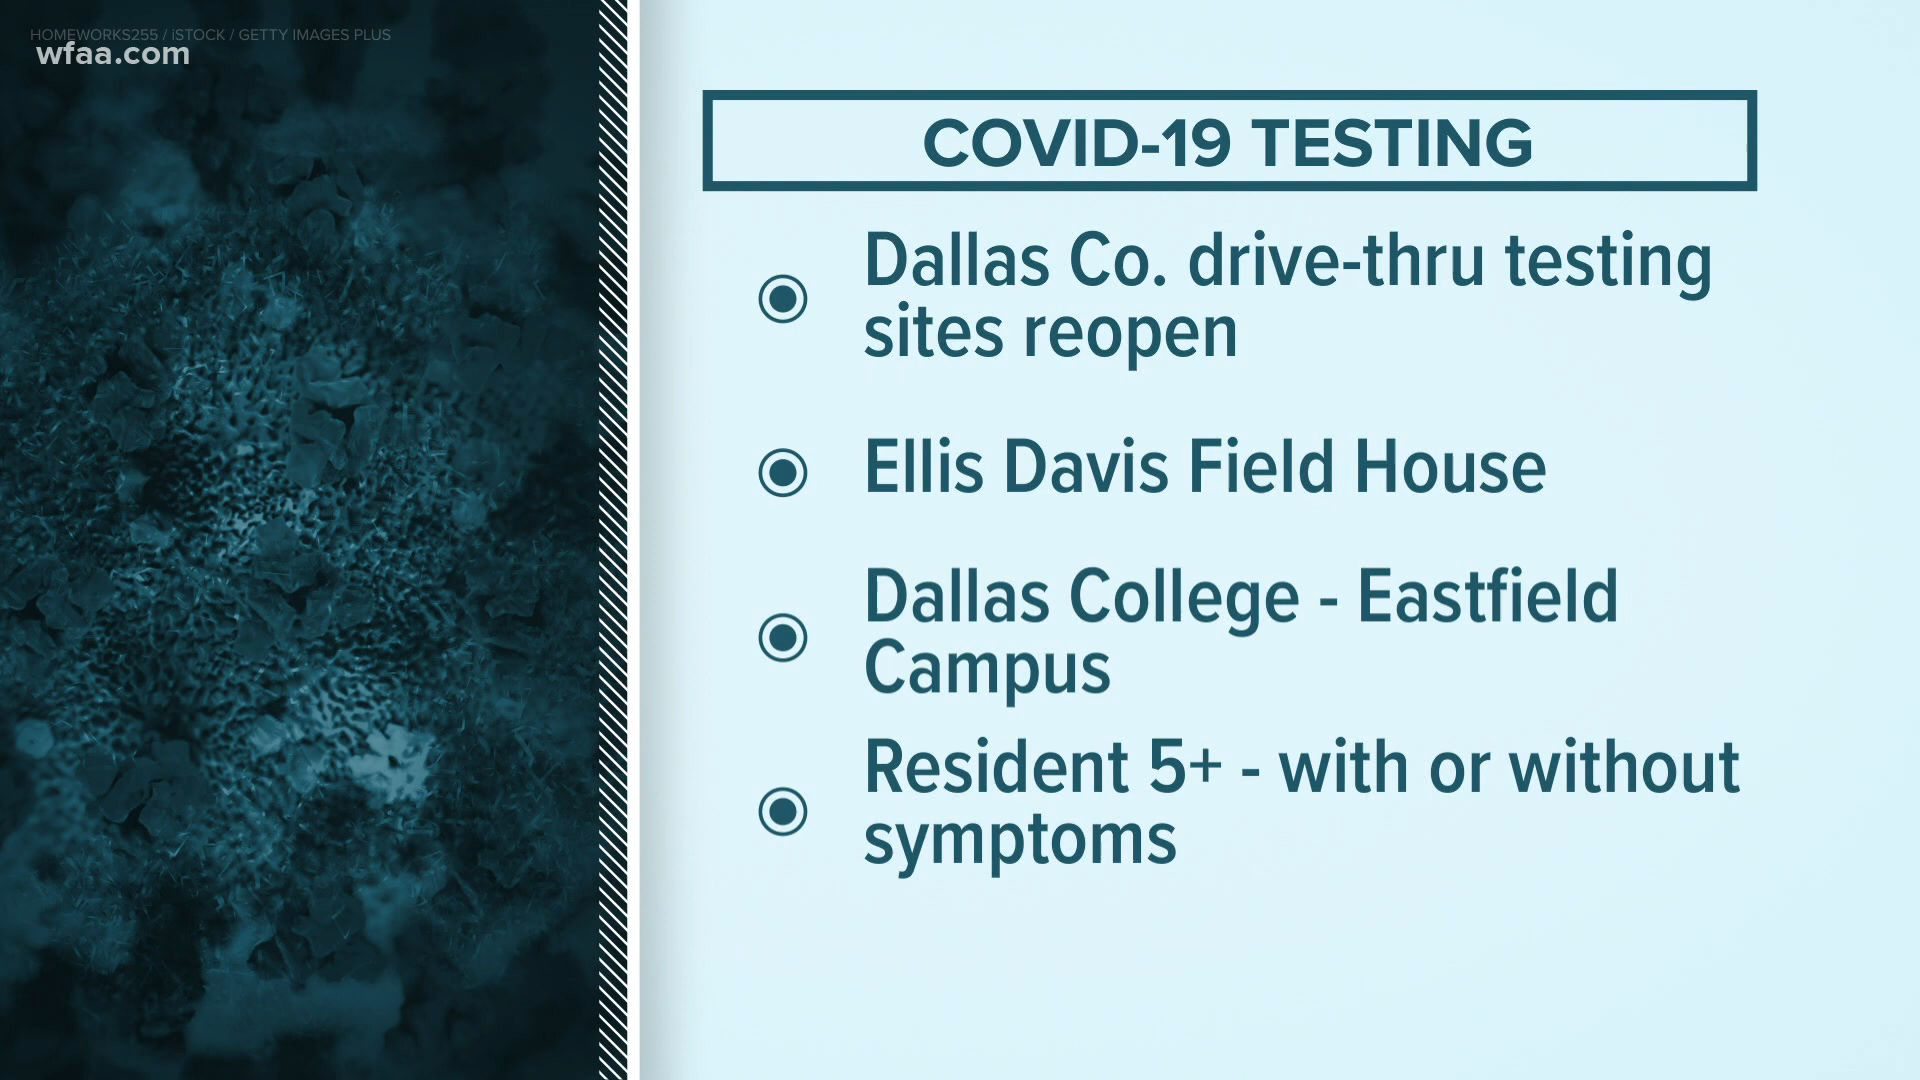 HOMEWORKS255 / iSTOCK / GETTY IMAGES PLUS
wfaa.com
COVID-19 TESTING
Dallas Co. drive-thru testing
sites reopen
Ellis Davis Field House
Dallas College - Eastfield
Campus
Resident 5+ - with or without
symptoms